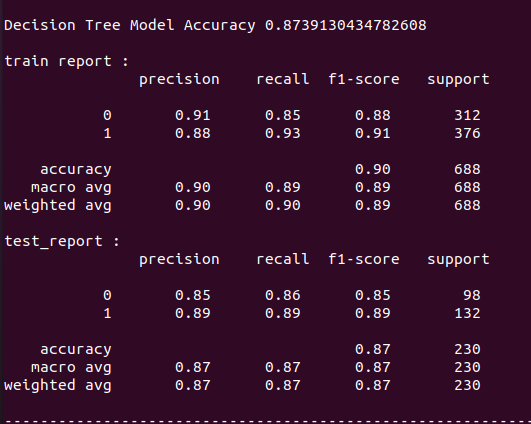 Decision Tree Model Accuracy 0.8739130434782608
train report :
precision recall f1-score support
0 0.91 0.85 0.88 312
1 0.88 0.93 0.91 376
accuracy 0.90 688
macro avg 0.90 0.89 0.89 688
weighted avg 0.90 0.90 0.89 688
test_report :
precision recall f1-score support
0 0.85 0.86 0.85 98
1 0.89 0.89 0.89 132
accuracy 0.87 230
macro avg 0.87 0.87 0.87 230
weighted avg 0.87 0.87 0.87 230
-----------------------------------------------------------